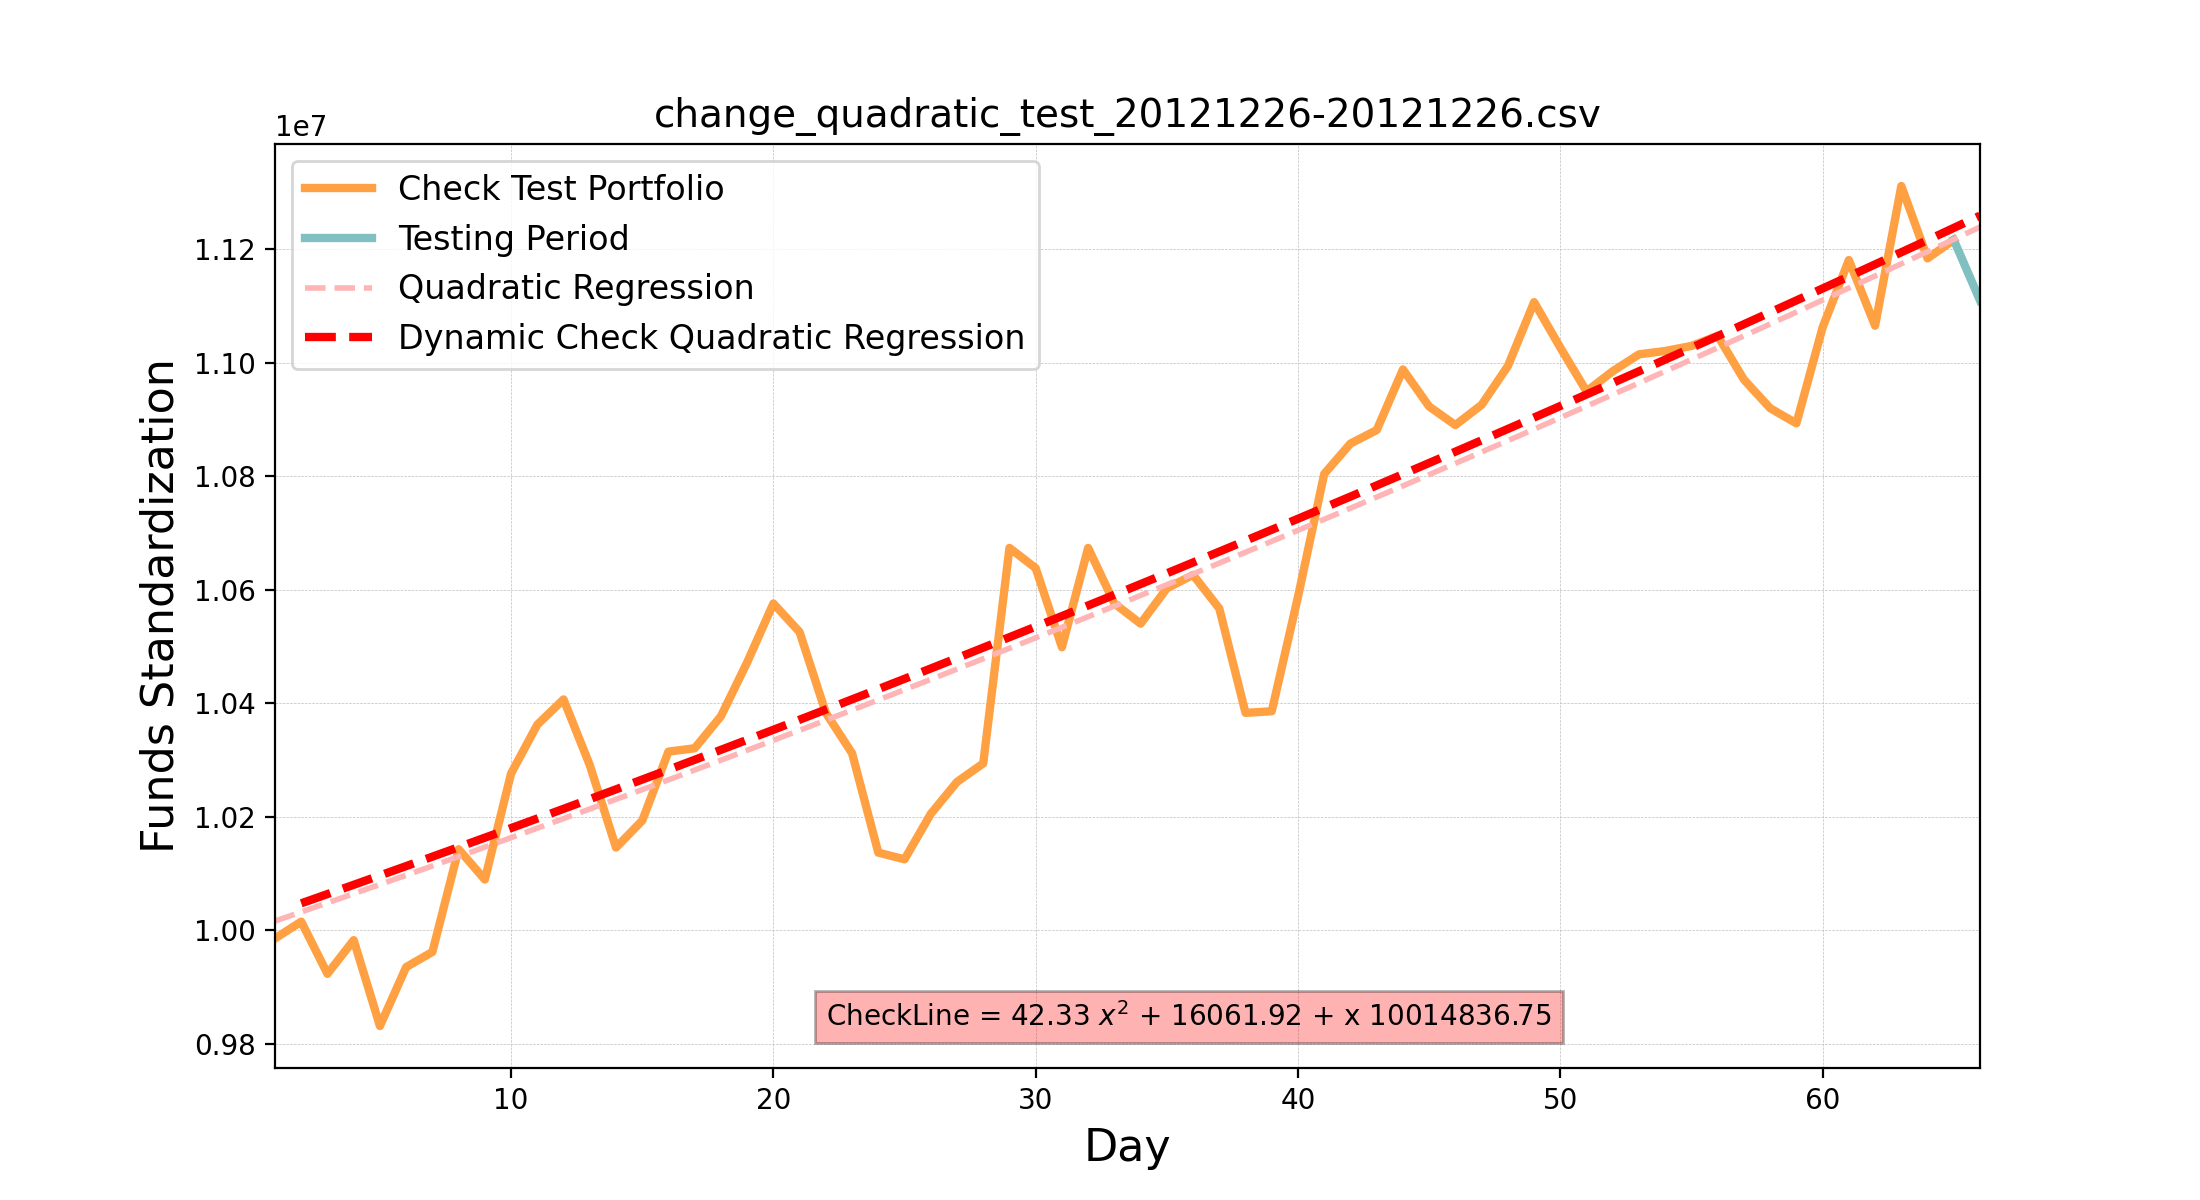 change_quadratic_test_20121226-20121226.csv
1e7
Check Test Portfolio
Testing Period
Quadratic Regression
Dynamic Check Quadratic Regression
Funds Standardization
1.12
1.10
1.08
1.06
1.04
1.02
1.00
0.98
CheckLine = 42.33 x² + 16061.92 + x 10014836.75
10 20 30 40 50 60
Day